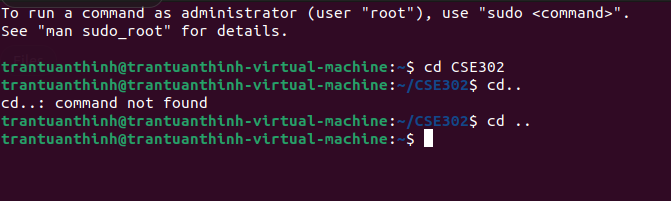 To run a command as administrator (user "root"), use "sudo <command>".
See "man sudo_root" for details.
trantuanthinh@trantuanthinh-virtual-machine:~$ cd CSE302
trantuanthinh@trantuanthinh-virtual-machine:~/CSE302$ cd..
cd..: command not found
trantuanthinh@trantuanthinh-virtual-machine:~/CSE302$ cd ..
trantuanthinh@trantuanthinh-virtual-machine:~$